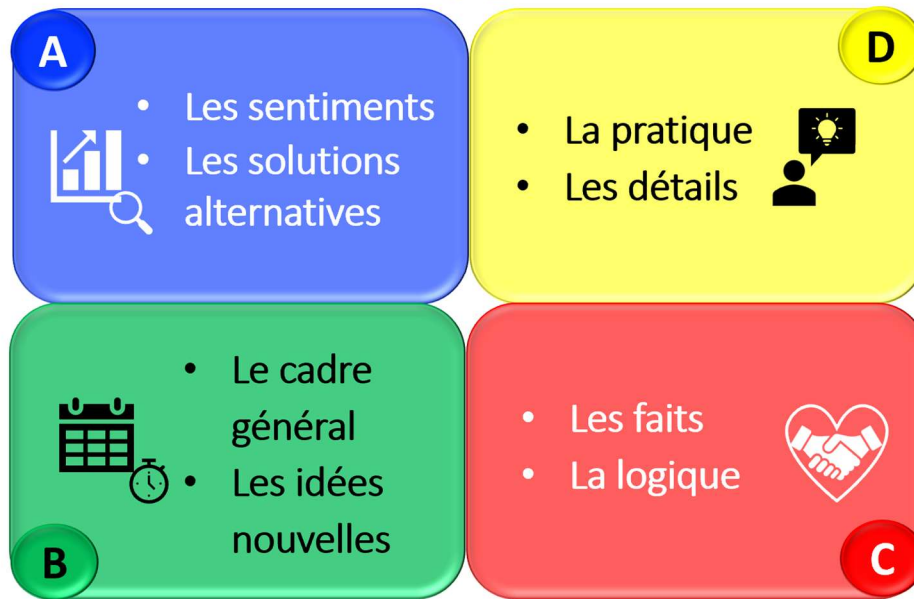 A
• Les sentiments
• Les solutions
alternatives
D
• La pratique
• Les détails
• Le cadre
général
• Les idées
nouvelles
B
• Les faits
• La logique
C